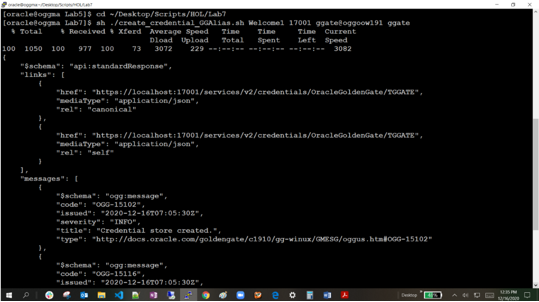 oracle@oggma:~/Desktop/Scripts/HOL/Lab7
[oracle@oggma Lab5]$ cd ~/Desktop/Scripts/HOL/Lab7
[oracle@oggma Lab7]$ sh ./create_credential_GGAlias.sh Welcome1 17001 ggate@oggoow191 ggate
% Total % Received % Xferd Average Speed Time Time Time Current
Dload Upload Total Spent Left Speed
100 1050 100 977 100 73 3072 229 --:--:-- --:--:-- --:--:-- 3082
{
"$schema": "api:standardResponse",
"links": [
{
"href": "https://localhost:17001/services/v2/credentials/OracleGoldenGate/TGGATE",
"mediaType": "application/json",
"rel": "canonical"
},
{
"href": "https://localhost:17001/services/v2/credentials/OracleGoldenGate/TGGATE",
"mediaType": "application/json",
"rel": "self"
}
],
"messages": [
{
"$schema": "ogg:message",
"code": "OGG-15102",
"issued": "2020-12-16T07:05:30Z",
"severity": "INFO",
"title": "Credential store created.",
"type": "http://docs.oracle.com/goldengate/c1910/gg-winux/GMESG/oggus.htm#OGG-15102"
},
{
"$schema": "ogg:message",
"code": "OGG-15116",
"issued": "2020-12-16T07:05:30Z",
Desktop
12:35 PM
12/16/2020